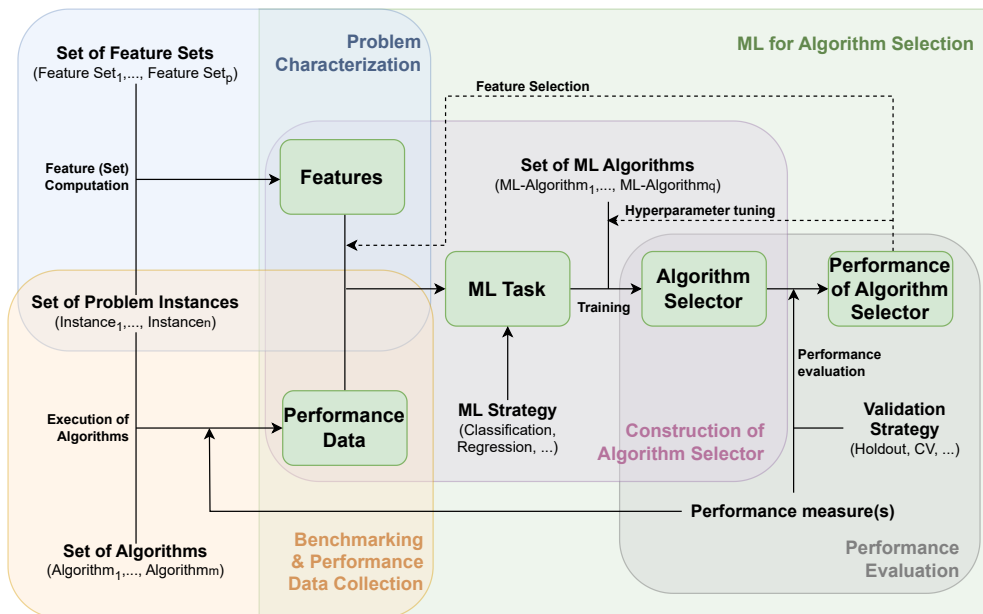 Set of Feature Sets
(Feature Set1,..., Feature Setp)
Problem
Characterization
ML for Algorithm Selection
Feature Selection
Feature (Set)
Computation
Features
Set of ML Algorithms
(ML-Algorithm1,..., ML-Algorithmq)
Hyperparameter tuning
Set of Problem Instances
(Instance1,..., Instancen)
ML Task
Training
Algorithm
Selector
Performance
of Algorithm
Selector
Performance
evaluation
Execution of
Algorithms
Performance
Data
ML Strategy
(Classification,
Regression, ...)
Construction of
Algorithm Selector
Validation
Strategy
(Holdout, CV, ...)
Performance measure(s)
Set of Algorithms
(Algorithm1,..., Algorithmm)
Benchmarking
& Performance
Data Collection
Performance
Evaluation